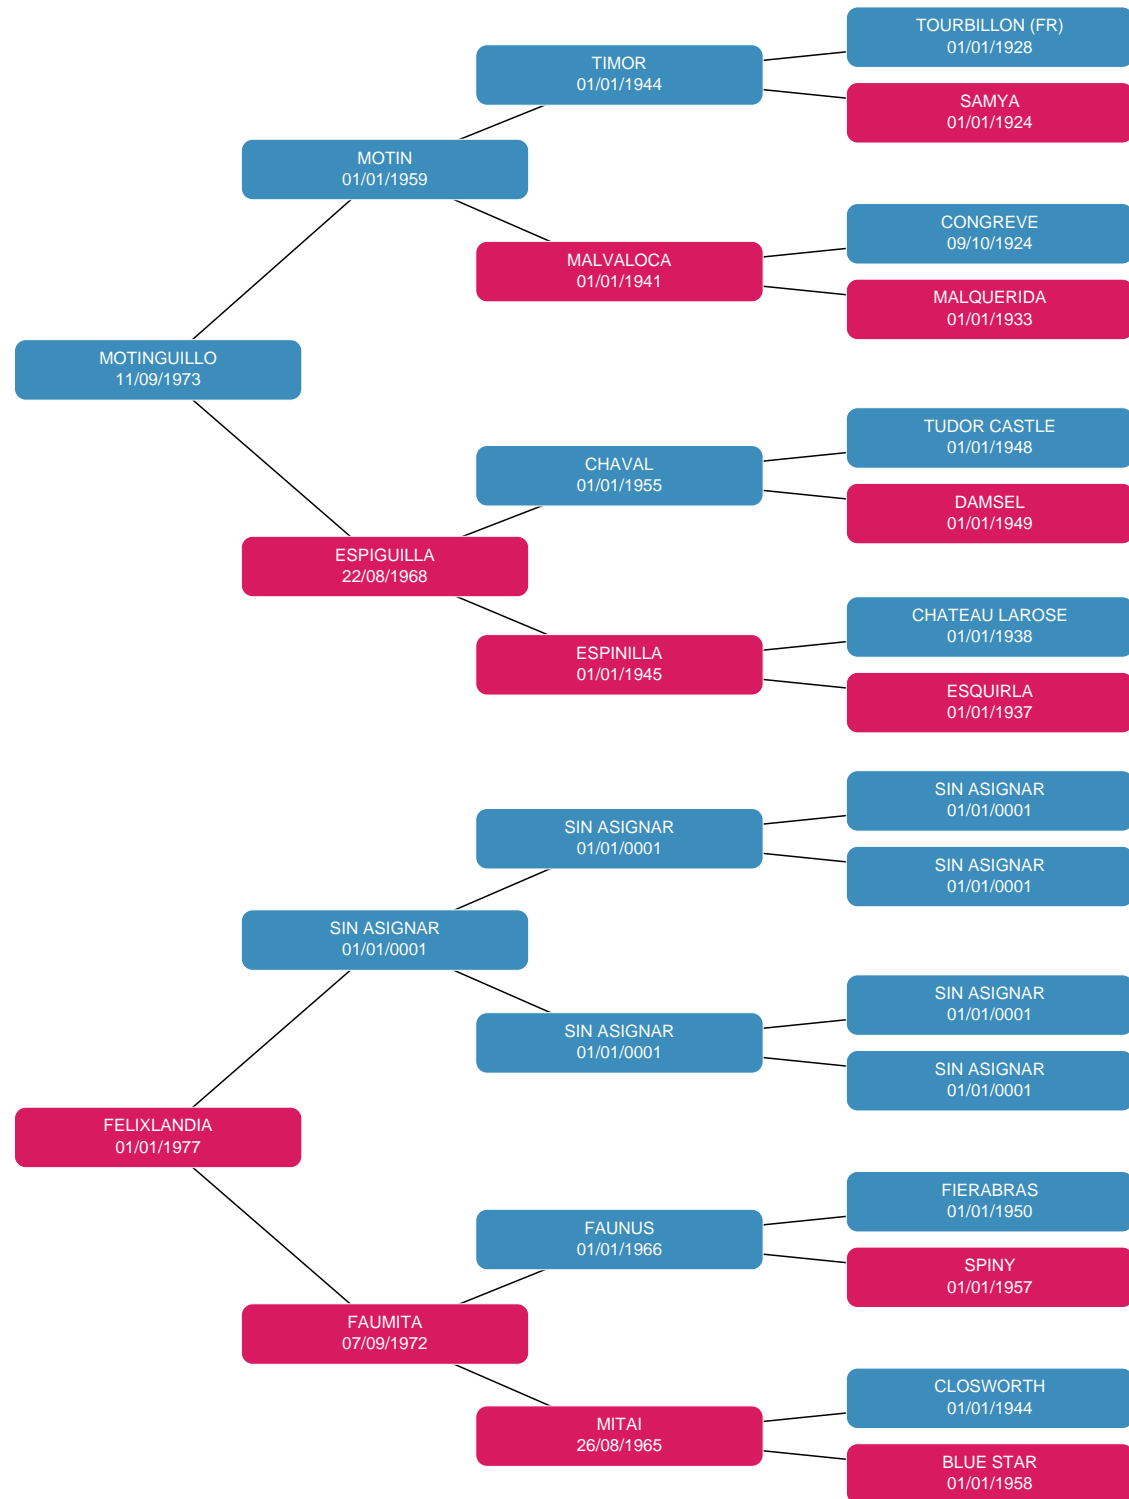 TOURBILLON (FR)
01/01/1928
TIMOR
01/01/1944
SAMYA
01/01/1924
MOTIN
01/01/1959
CONGREVE
09/10/1924
MALVALOCA
01/01/1941
MALQUERIDA
01/01/1933
MOTINGUILLO
11/09/1973
TUDOR CASTLE
01/01/1948
CHAVAL
01/01/1955
DAMSEL
01/01/1949
ESPIGUILLA
22/08/1968
CHATEAU LAROSE
01/01/1938
ESPINILLA
01/01/1945
ESQUIRLA
01/01/1937
SIN ASIGNAR
01/01/0001
SIN ASIGNAR
01/01/0001
SIN ASIGNAR
01/01/0001
SIN ASIGNAR
01/01/0001
SIN ASIGNAR
01/01/0001
SIN ASIGNAR
01/01/0001
SIN ASIGNAR
01/01/0001
FELIXLANDIA
01/01/1977
FIERABRAS
01/01/1950
FAUNUS
01/01/1966
SPINY
01/01/1957
FAUMITA
07/09/1972
CLOSWORTH
01/01/1944
MITAI
26/08/1965
BLUE STAR
01/01/1958